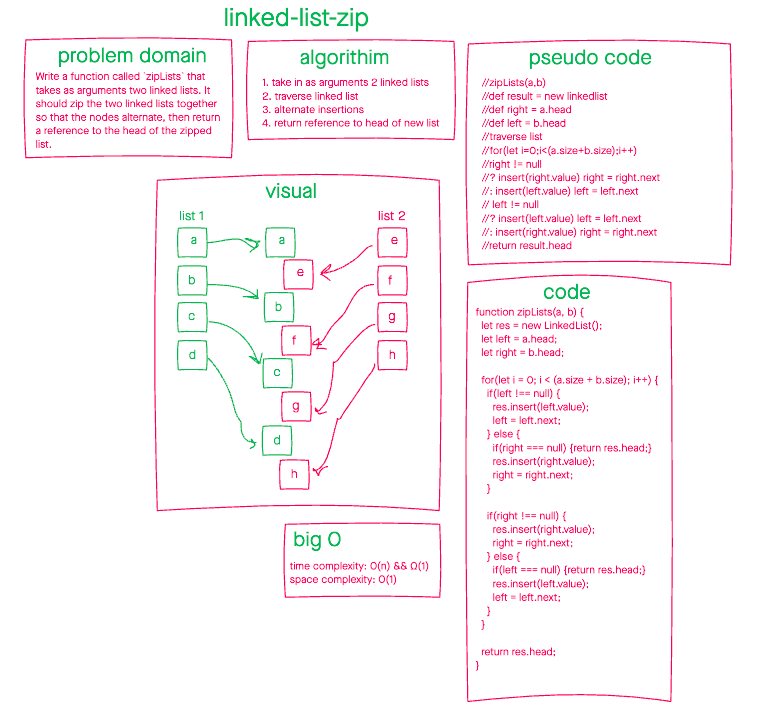 linked-list-zip
problem domain
Write a function called `zipLists` that
takes as arguments two linked lists. It
should zip the two linked lists together
so that the nodes alternate, then return
a reference to the head of the zipped
list.
algorithim
1. take in as arguments 2 linked lists
2. traverse linked list
3. alternate insertions
4. return reference to head of new list
pseudo code
//zipLists(a,b)
//def result = new linkedlist
//def right = a.head
//def left = b.head
//traverse list
//for(let i=0;i<(a.size+b.size);i++)
//right != null
//? insert(right.value) right = right.next
//: insert(left.value) left = left.next
// left != null
//? insert(left.value) left = left.next
//: insert(right.value) right = right.next
//return result.head
visual
list 1
list 2
a
a
e
e
b
f
b
c
g
f
d
h
c
g
d
h
big O
time complexity: O(n) && Ω(1)
space complexity: O(1)
code
function zipLists(a, b) {
let res = new LinkedList();
let left = a.head;
let right = b.head;
for(let i = 0; i < (a.size + b.size); i++) {
if(left !== null) {
res.insert(left.value);
left = left.next;
} else {
if(right === null) {return res.head;}
res.insert(right.value);
right = right.next;
}
if(right !== null) {
res.insert(right.value);
right = right.next;
} else {
if(left === null) {return res.head;}
res.insert(left.value);
left = left.next;
}
}
return res.head;
}